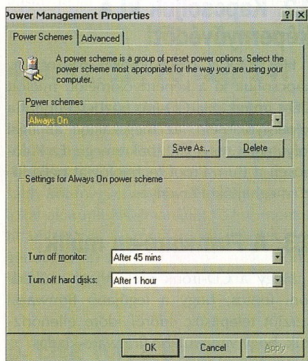 Power Management Properties
Power Schemes
Advanced
A power scheme is a group of preset power options. Select the
power scheme most appropriate for the way you are using your
computer.
Power schemes
Always On
Save As...
Delete
Settings for Always On power scheme
Turn off monitor:
After 45 mins
Turn off hard disks:
After 1 hour
OK
Cancel
Apply